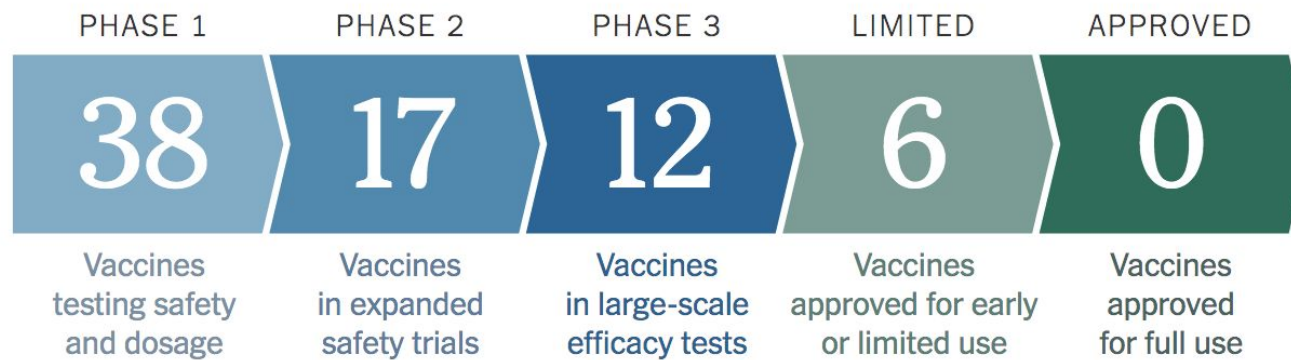 PHASE 1 PHASE 2 PHASE 3 LIMITED APPROVED
38 17 12 6 0
Vaccines Vaccines Vaccines Vaccines Vaccines
testing safety in expanded in large-scale approved for early approved
and dosage safety trials efficacy tests or limited use for full use